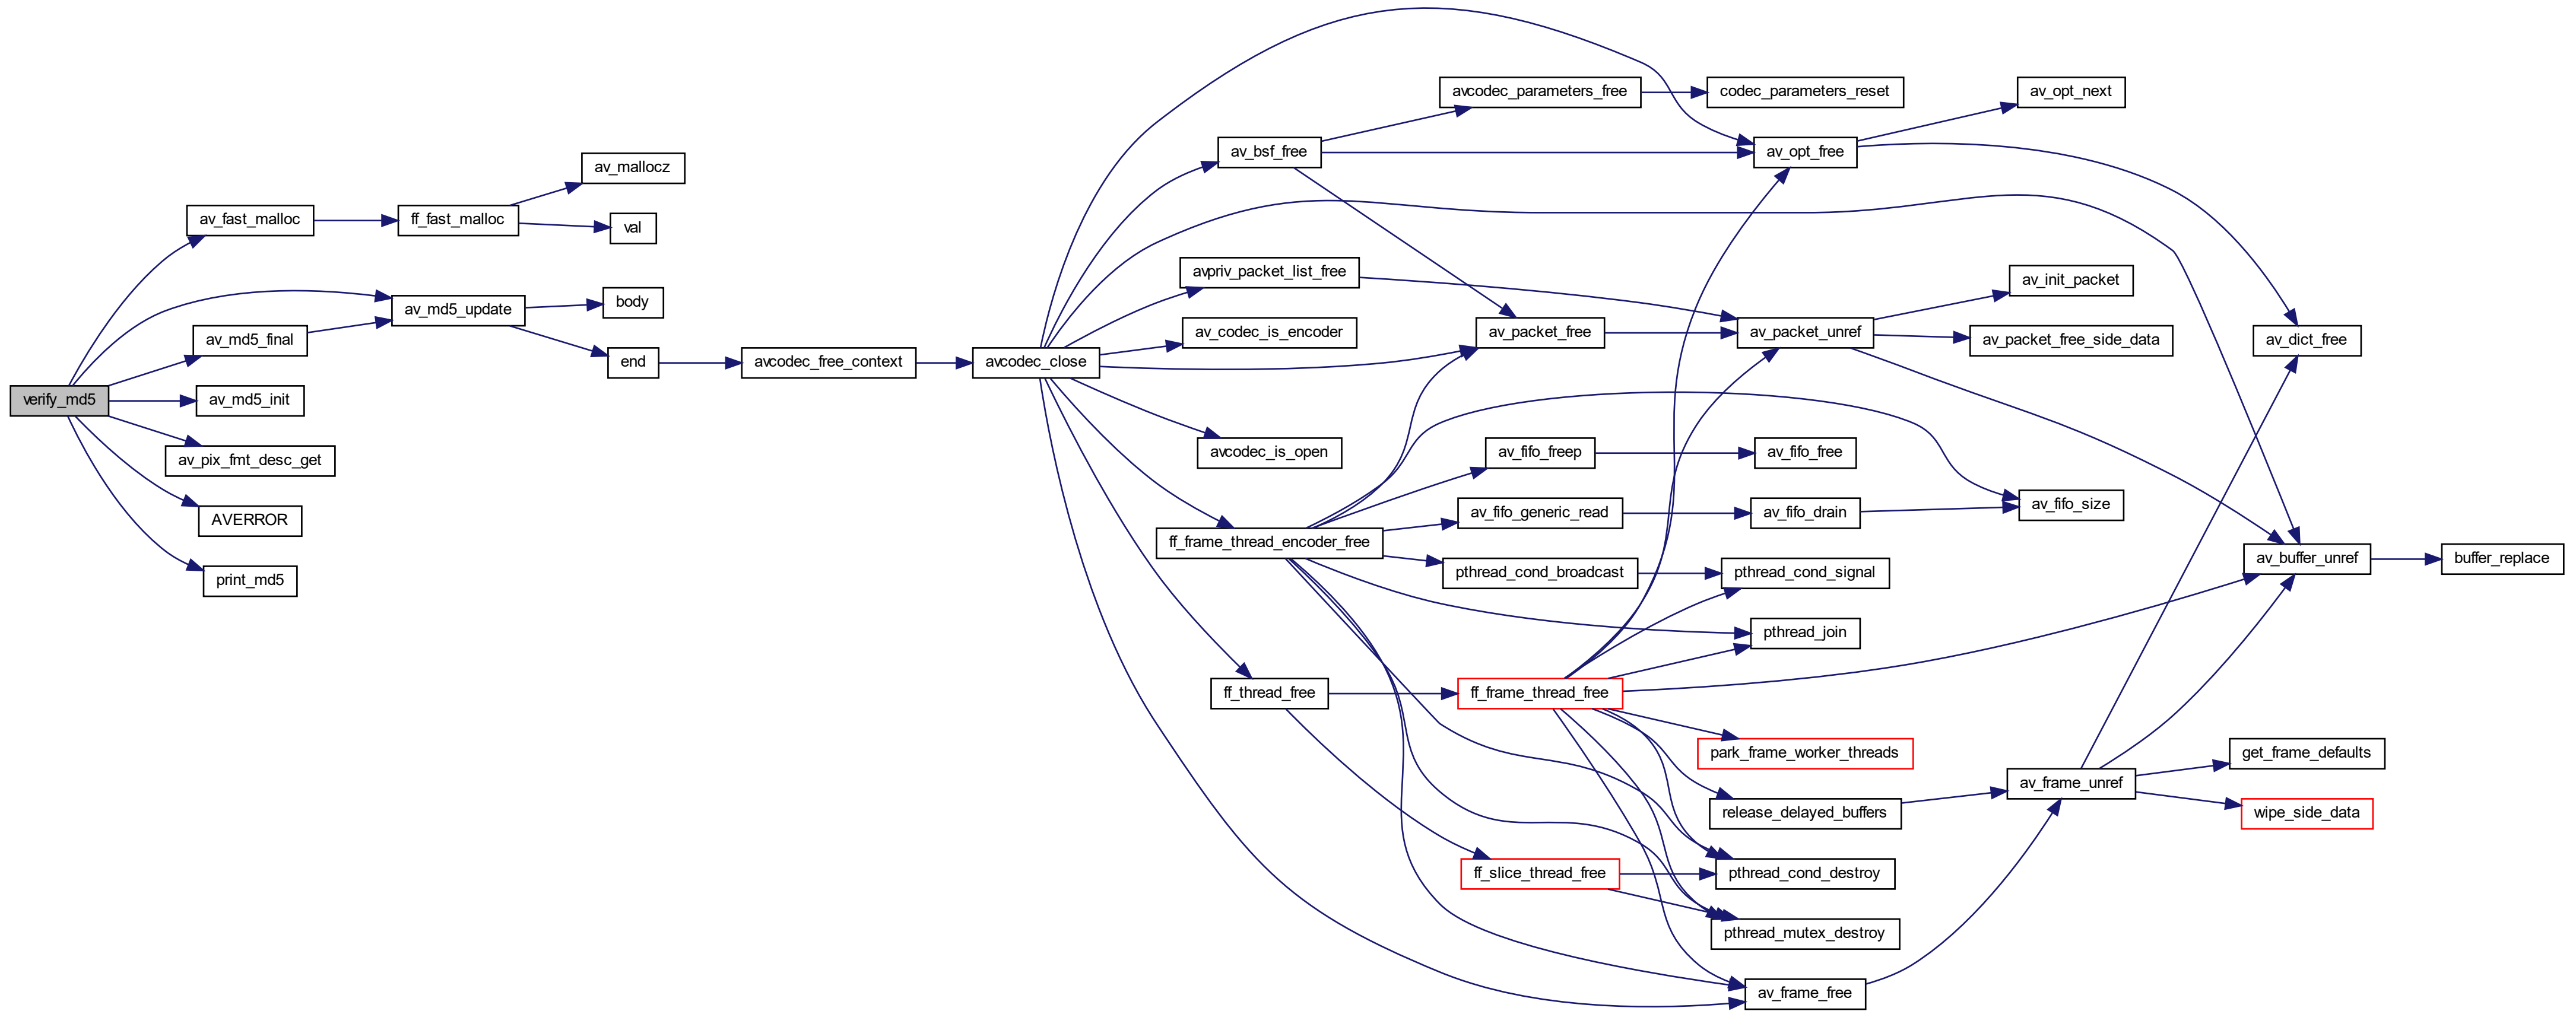 verify_md5
av_fast_malloc
ff_fast_malloc
av_mallocz
val
av_md5_update
body
av_md5_final
end
av_md5_init
av_pix_fmt_desc_get
AVERROR
print_md5
avcodec_free_context
avcodec_close
av_bsf_free
avpriv_packet_list_free
av_codec_is_encoder
avcodec_is_open
ff_frame_thread_encoder_free
ff_thread_free
avcodec_parameters_free
av_packet_free
av_fifo_freep
av_fifo_generic_read
pthread_cond_broadcast
ff_frame_thread_free
ff_slice_thread_free
codec_parameters_reset
av_opt_free
av_packet_unref
av_fifo_free
av_fifo_drain
pthread_cond_signal
pthread_join
park_frame_worker_threads
release_delayed_buffers
pthread_cond_destroy
pthread_mutex_destroy
av_frame_free
av_opt_next
av_init_packet
av_packet_free_side_data
av_fifo_size
av_frame_unref
av_dict_free
av_buffer_unref
get_frame_defaults
wipe_side_data
buffer_replace